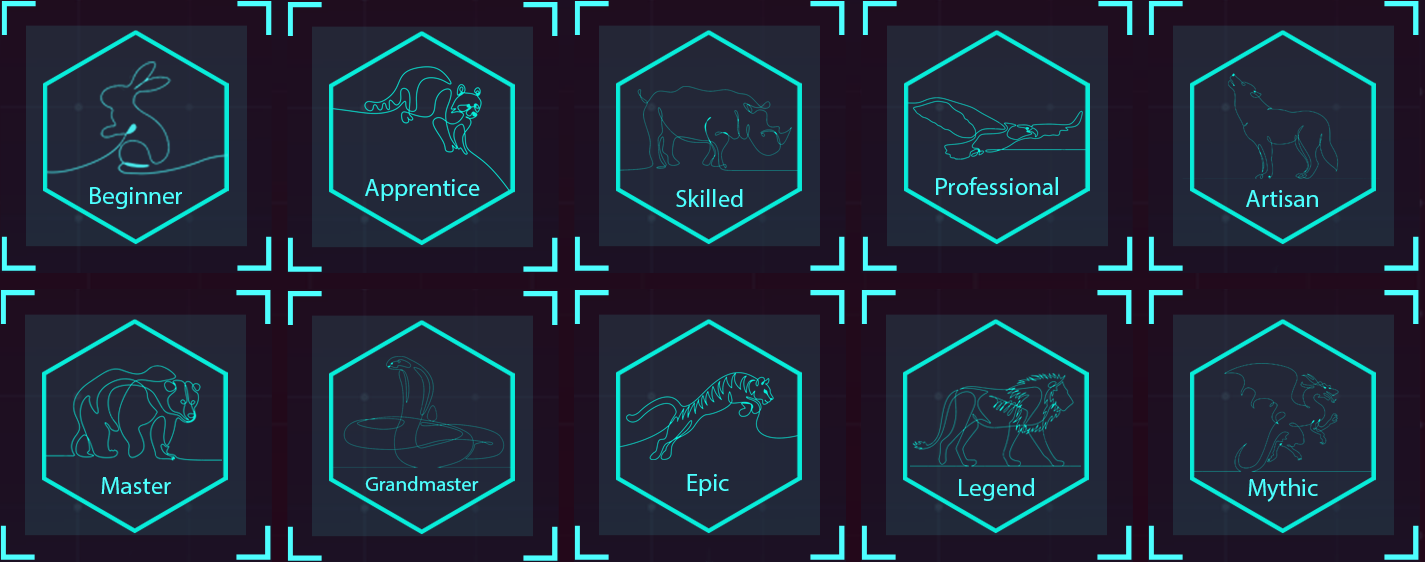 Beginner
Apprentice
Skilled
Professional
Artisan
Master
Grandmaster
Epic
Legend
Mythic